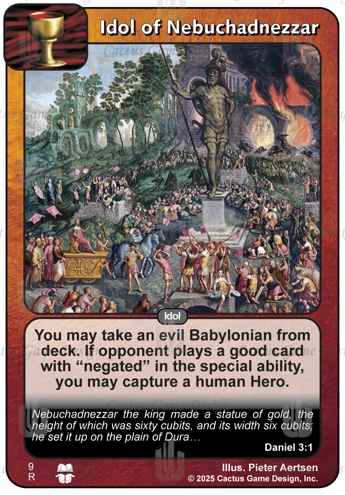 Idol of Nebuchadnezzar
Idol
You may take an evil Babylonian from
deck. If opponent plays a good card
with “negated” in the special ability,
you may capture a human Hero.
Nebuchadnezzar the king made a statue of gold, the
height of which was sixty cubits, and its width six cubits;
he set it up on the plain of Dura…
Daniel 3:1
9
R
Illus. Pieter Aertsen
© 2025 Cactus Game Design, Inc.